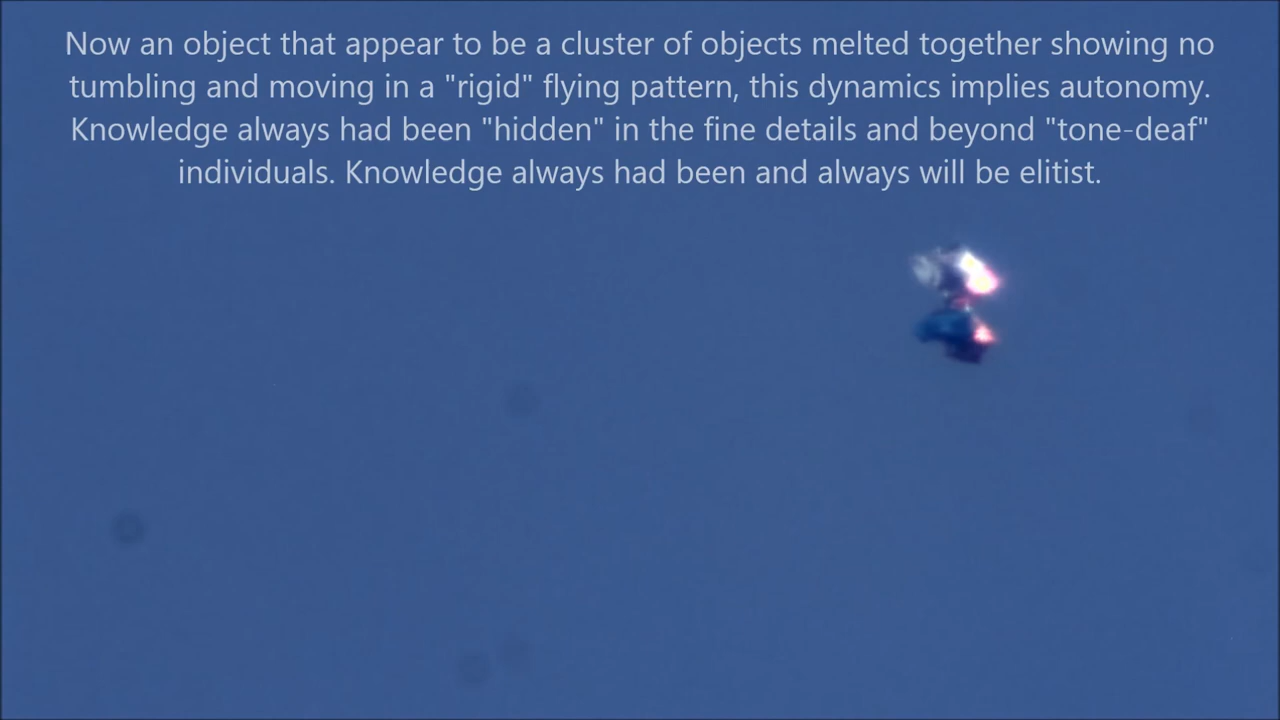 Now an object that appear to be a cluster of objects melted together showing no
tumbling and moving in a "rigid" flying pattern, this dynamics implies autonomy.
Knowledge always had been "hidden" in the fine details and beyond "tone-deaf"
individuals. Knowledge always had been and always will be elitist.